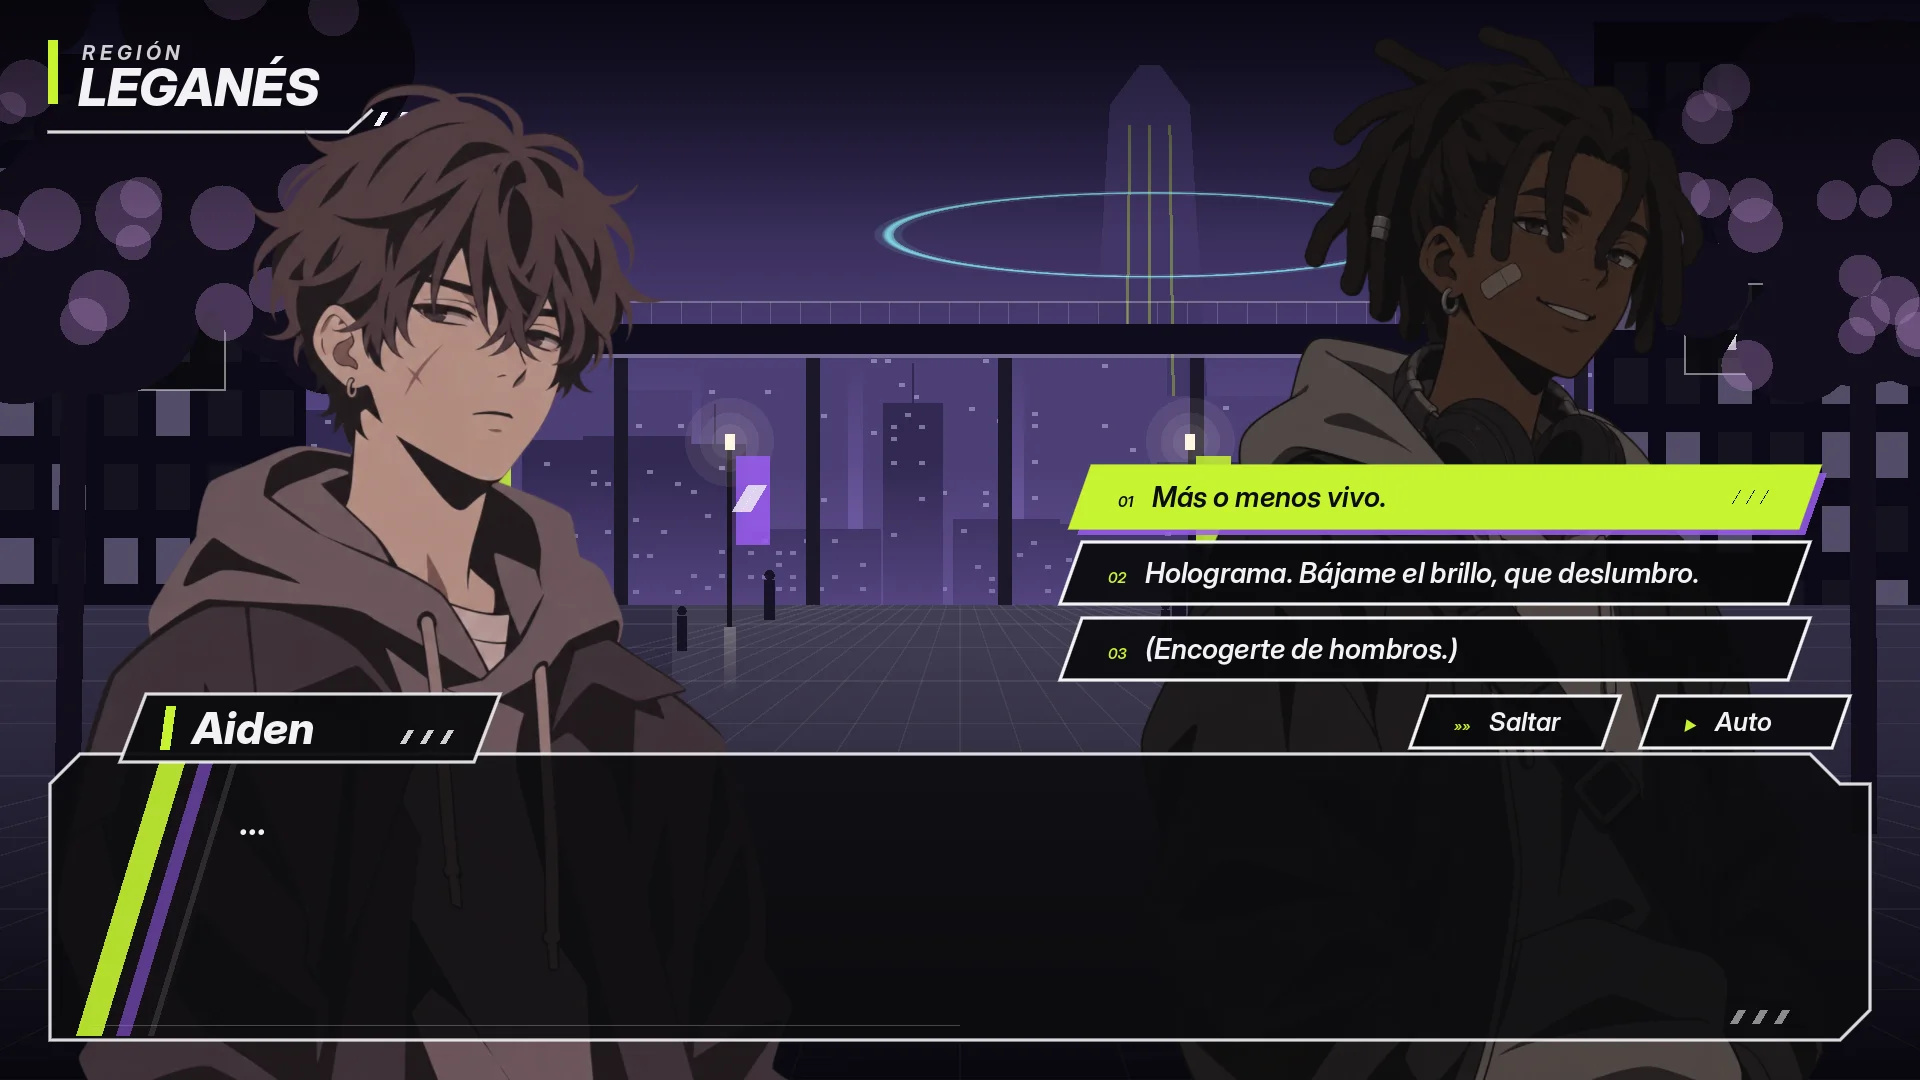 REGIÓN
LEGANÉS
01 Más o menos vivo.
02 Holograma. Bájame el brillo, que deslumbro.
03 (Encogerte de hombros.)
»» Saltar
▶ Auto
Aiden
...